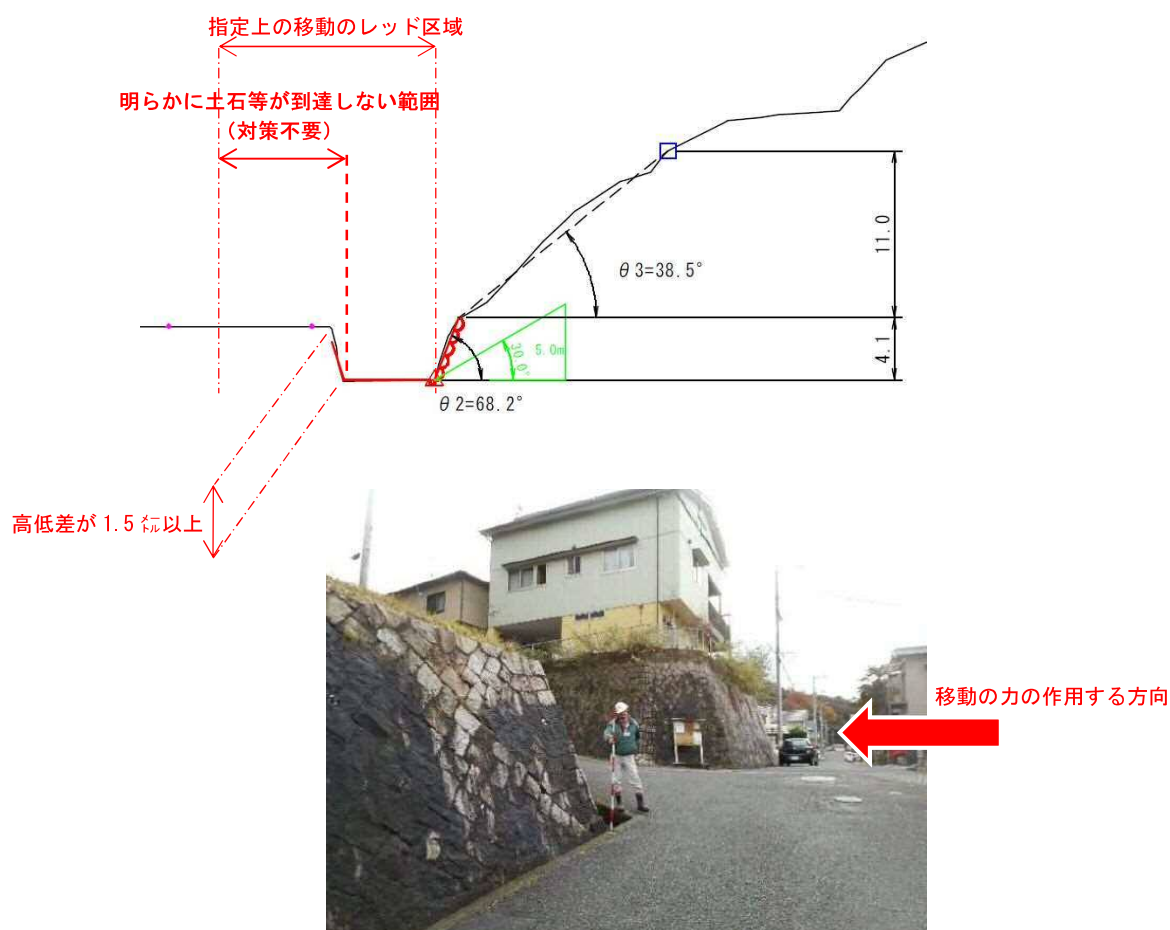 指定上の移動のレッド区域
明らかに土石等が到達しない範囲
（対策不要）
11.0
θ3=38.5°
5.0m
30.0°
4.1
θ2=68.2°
高低差が1.5㍍以上
移動の力の作用する方向